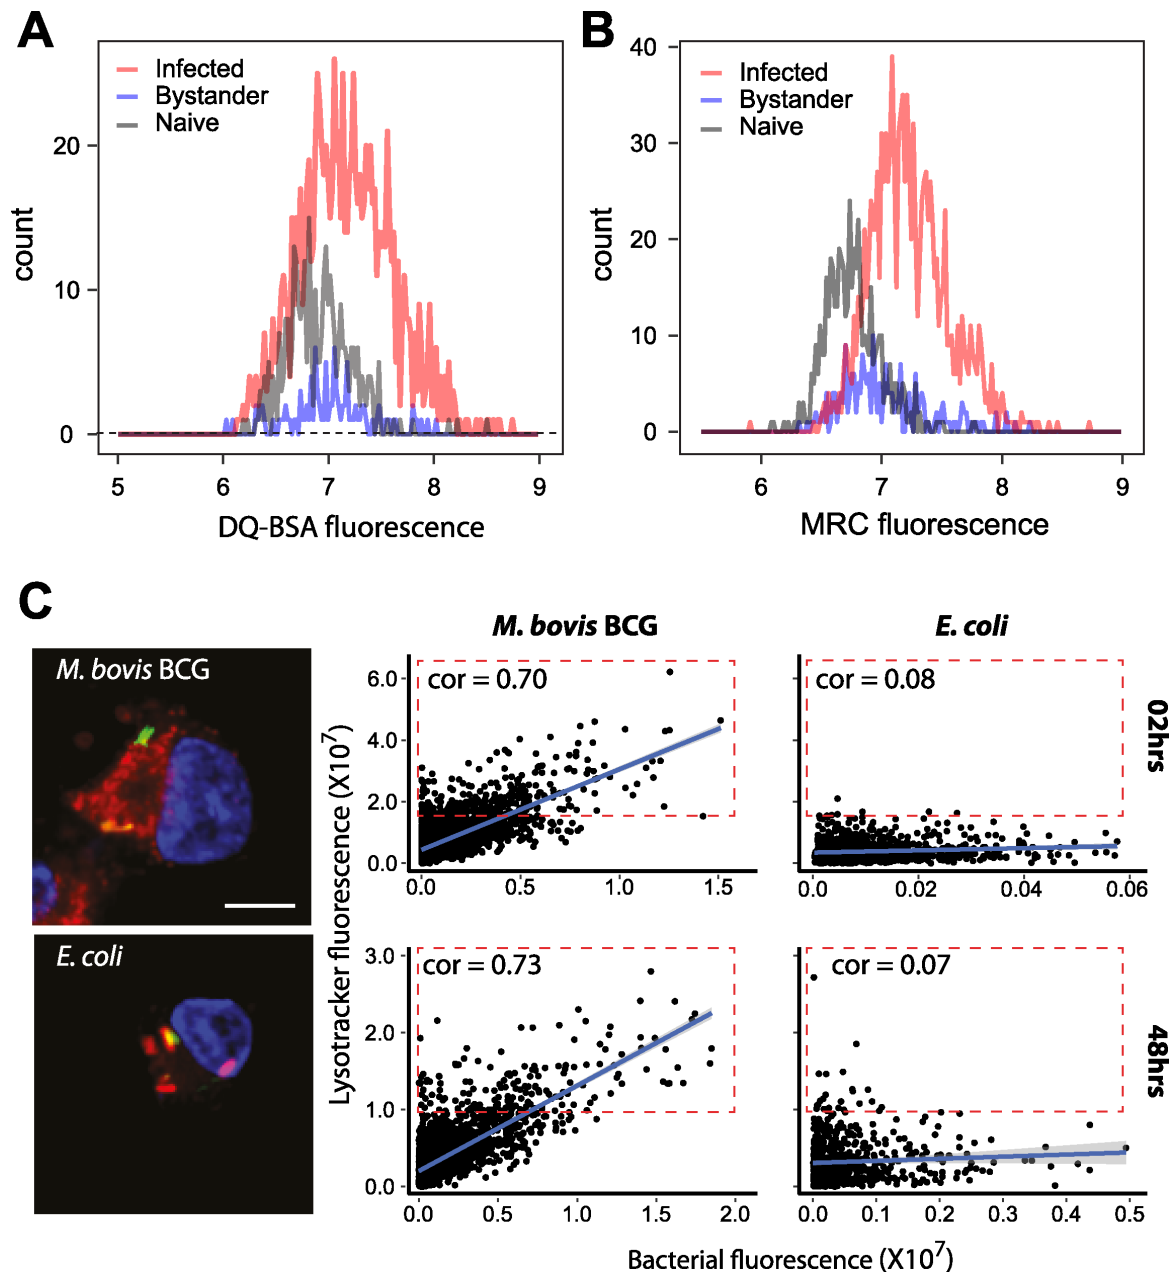 A
Infected
Bystander
Naive
count
20
10
0
5 6 7 8 9
DQ-BSA fluorescence
B
Infected
Bystander
Naive
count
40
30
20
10
0
6 7 8 9
MRC fluorescence
C
M. bovis BCG
E. coli
M. bovis BCG
E. coli
Lysotracker fluorescence (X10⁷)
cor = 0.70
6.0
4.0
2.0
0.0
0.0 0.5 1.0 1.5
cor = 0.08
0.00 0.02 0.04 0.06
02hrs
cor = 0.73
3.0
2.0
1.0
0.0
0.0 0.5 1.0 1.5 2.0
cor = 0.07
0.0 0.1 0.2 0.3 0.4 0.5
48hrs
Bacterial fluorescence (X10⁷)